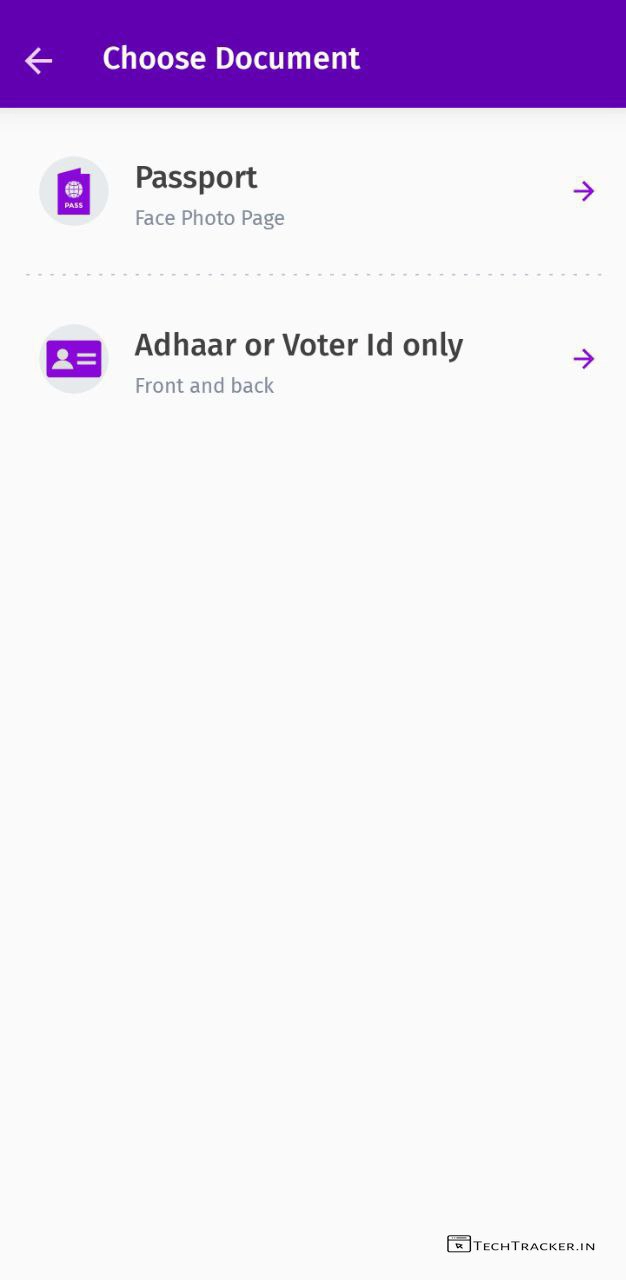 Choose Document
Passport
Face Photo Page
PASS
Adhaar or Voter Id only
Front and back
TECHTRACKER.IN